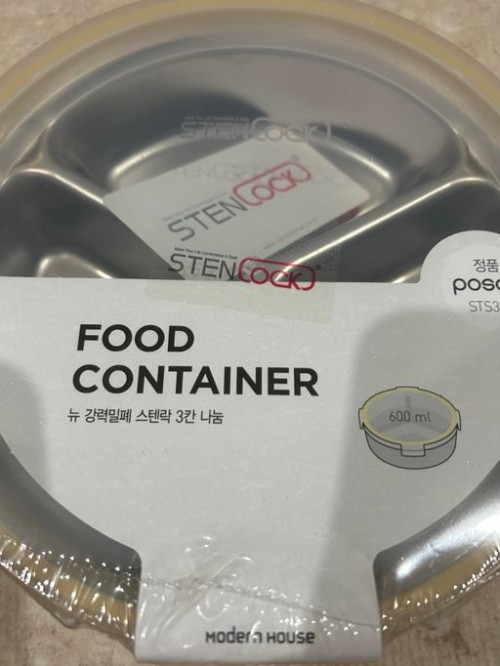 STENLOCK
STENLOCK
STENLOCK
정품
posc
STS3
FOOD
CONTAINER
뉴 강력밀폐 스텐락 3칸 나눔
600 ml
MODERN HOUSE